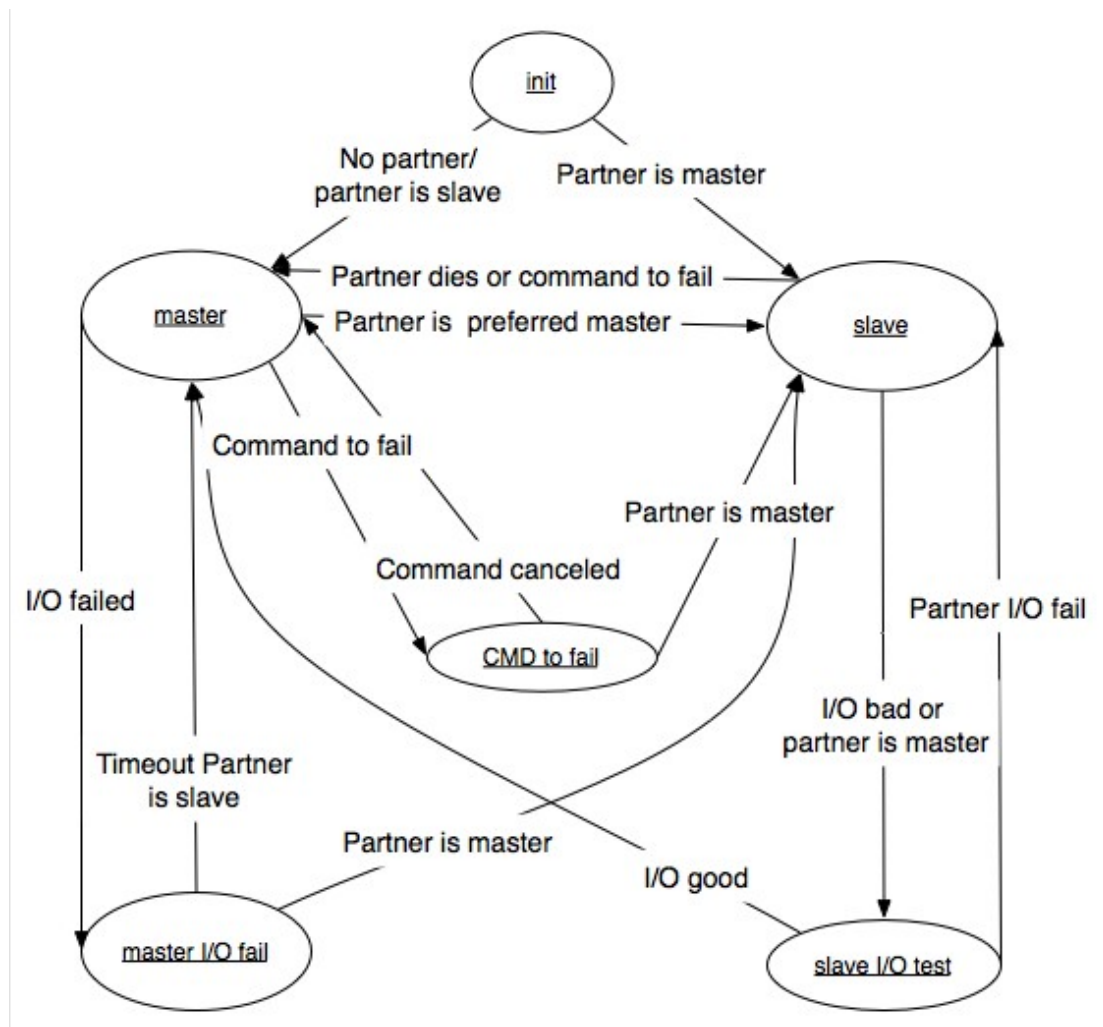 init
No partner/
partner is slave
Partner is master
Partner dies or command to fail
master
Partner is  preferred master
slave
Command to fail
Partner is master
Command canceled
I/O failed
Partner I/O fail
CMD to fail
I/O bad or
partner is master
Timeout Partner
is slave
Partner is master
I/O good
master I/O fail
slave I/O test